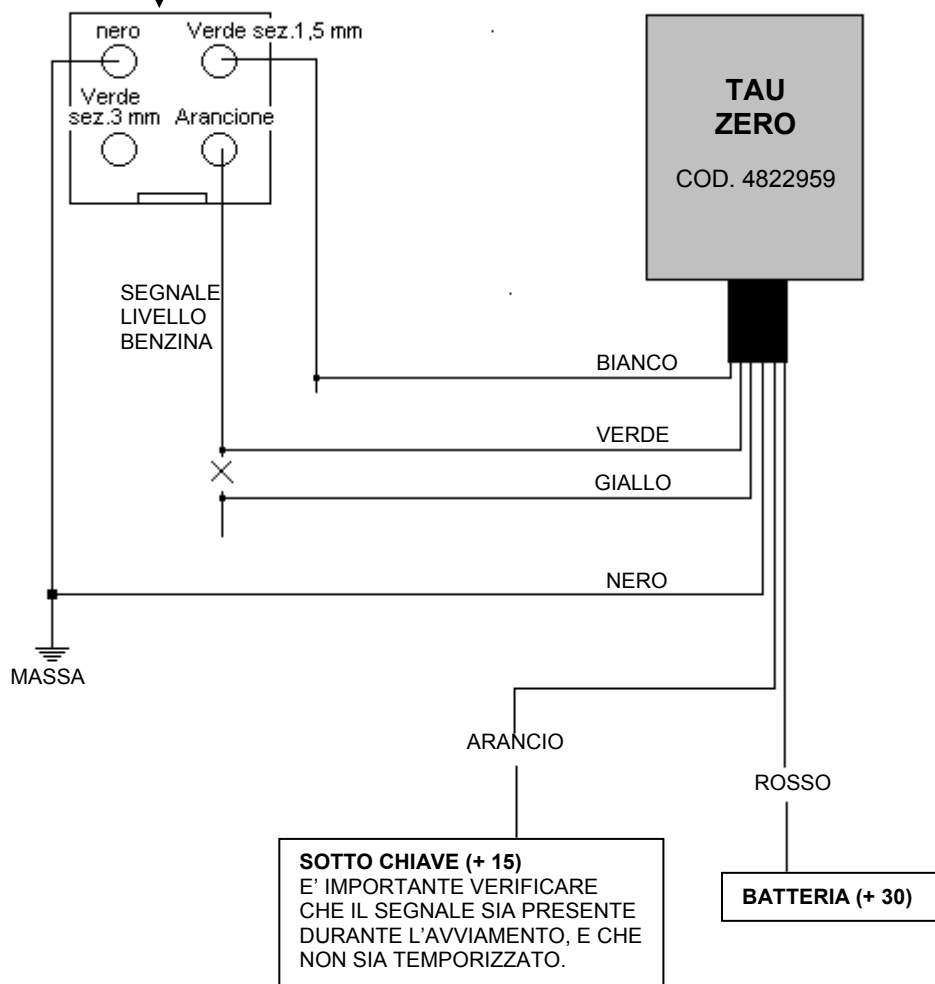 nero
Verde sez.1,5 mm
Verde
sez.3 mm
Arancione
TAU
ZERO
COD. 4822959
SEGNALE
LIVELLO
BENZINA
BIANCO
VERDE
GIALLO
NERO
MASSA
ARANCIO
ROSSO
SOTTO CHIAVE (+ 15)
E' IMPORTANTE VERIFICARE
CHE IL SEGNALE SIA PRESENTE
DURANTE L'AVVIAMENTO, E CHE
NON SIA TEMPORIZZATO.
BATTERIA (+ 30)